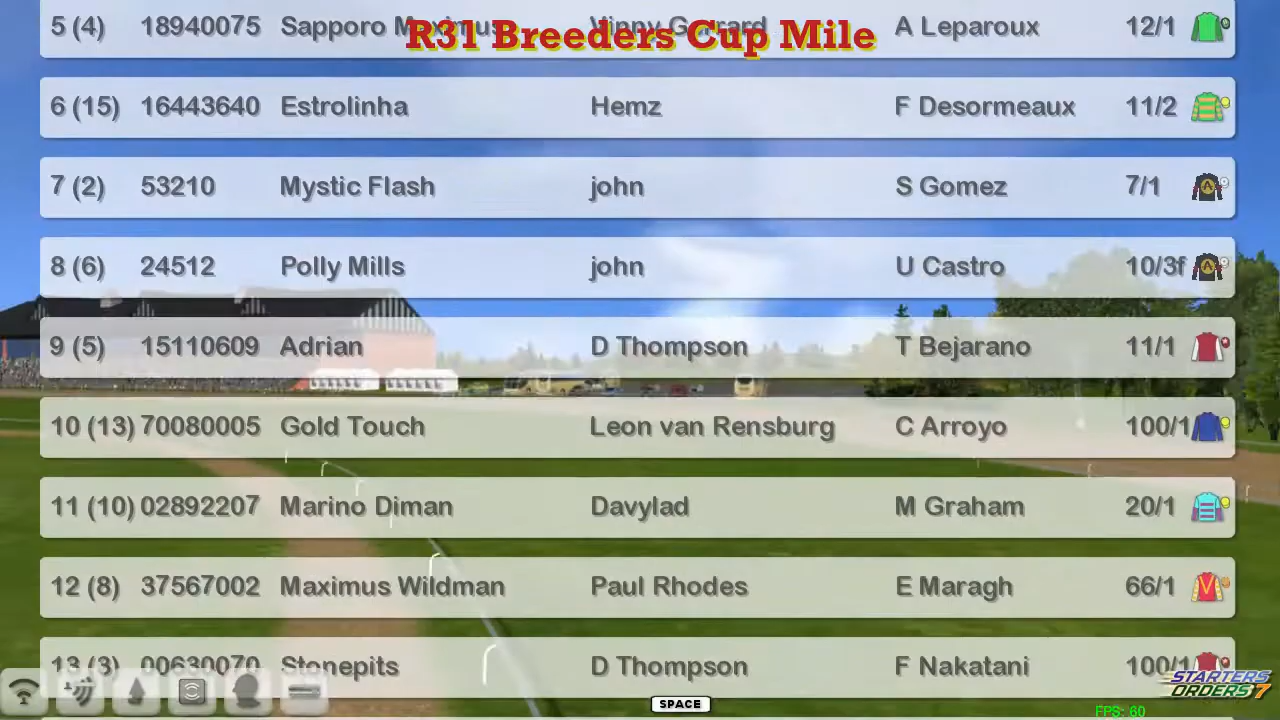 R31 Breeders Cup Mile
5 (4) 18940075 Sapporo Maximus Vinny Gerrard A Leparoux 12/1
6 (15) 16443640 Estrolinha Hemz F Desormeaux 11/2
7 (2) 53210 Mystic Flash john S Gomez 7/1
8 (6) 24512 Polly Mills john U Castro 10/3f
9 (5) 15110609 Adrian D Thompson T Bejarano 11/1
10 (13) 70080005 Gold Touch Leon van Rensburg C Arroyo 100/1
11 (10) 02892207 Marino Diman Davylad M Graham 20/1
12 (8) 37567002 Maximus Wildman Paul Rhodes E Maragh 66/1
13 (3) 00630070 Stonepits D Thompson F Nakatani 100/1
STARTERS ORDERS 7
SPACE
FPS: 60